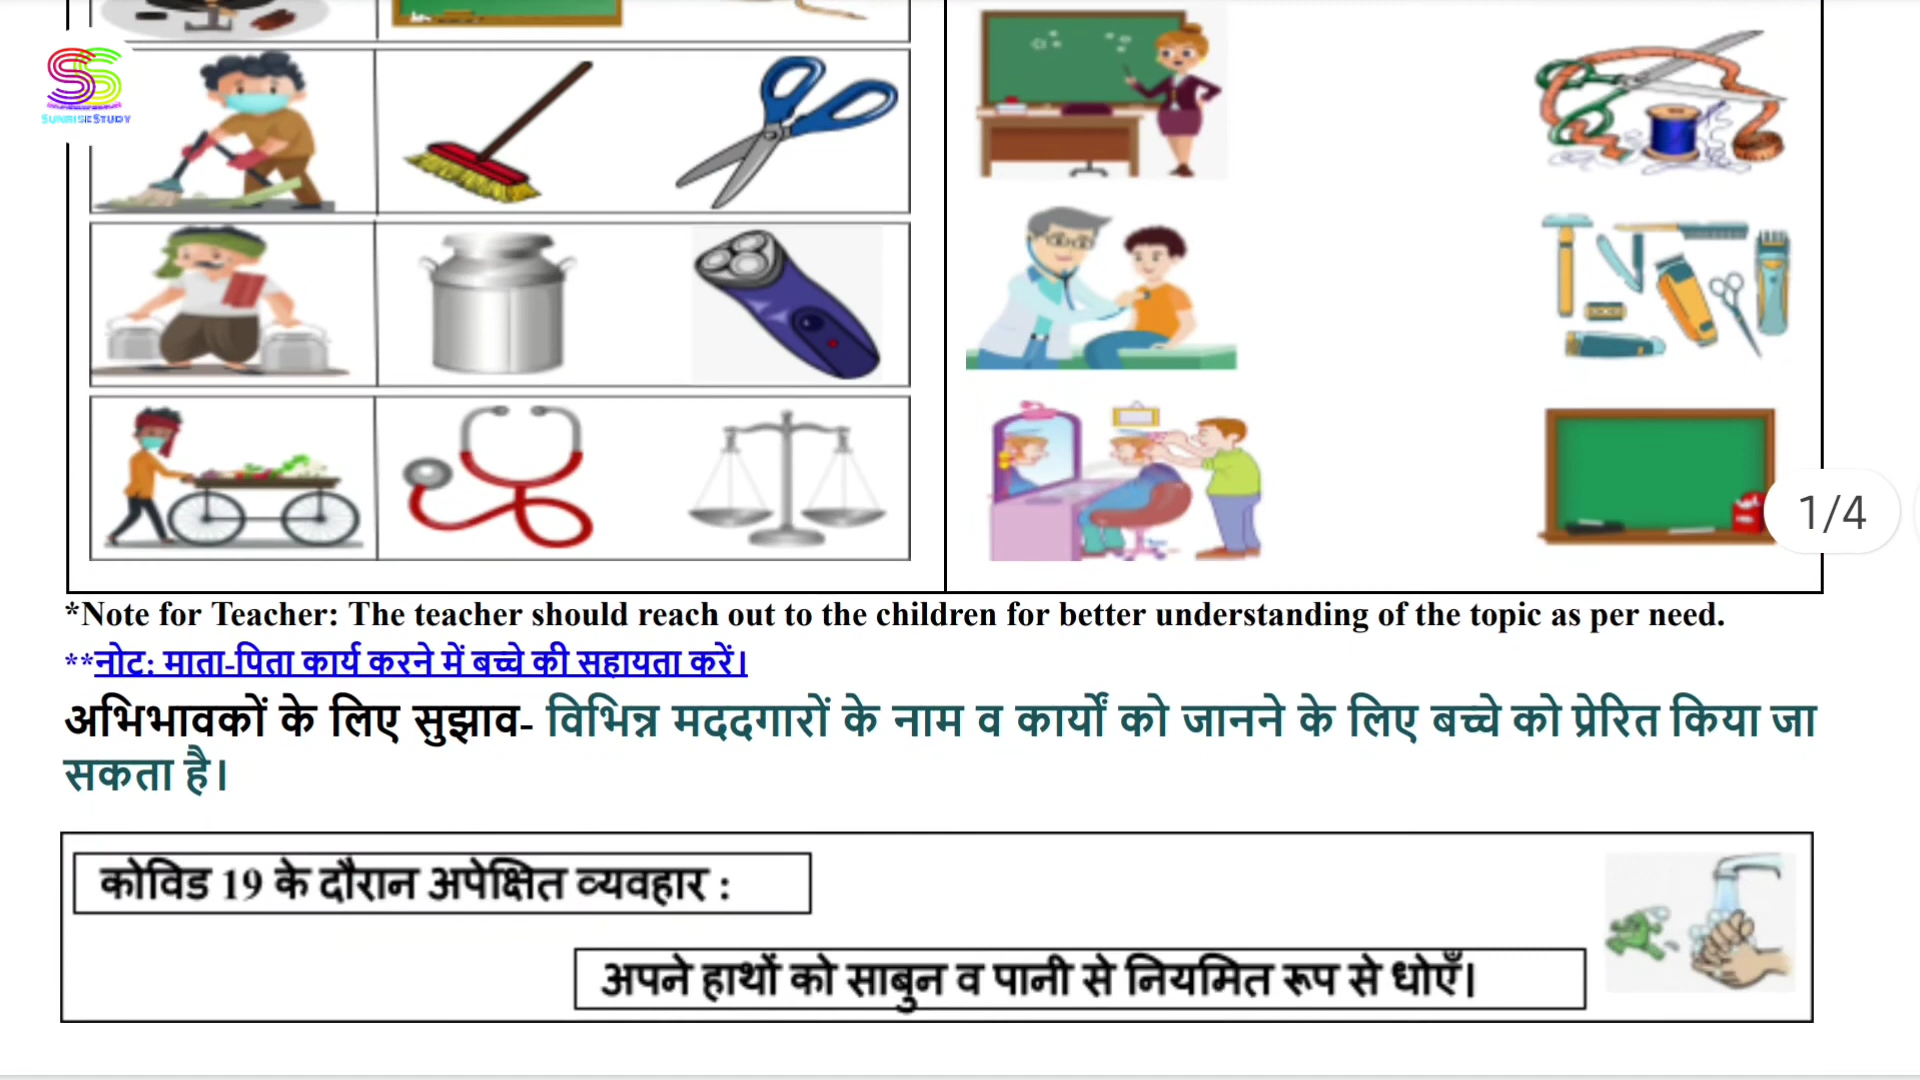 SS
SUNRISESTUDY
1/4
*Note for Teacher: The teacher should reach out to the children for better understanding of the topic as per need.
**नोट: माता-पिता कार्य करने में बच्चे की सहायता करें।
अभिभावकों के लिए सुझाव- विभिन्न मददगारों के नाम व कार्यों को जानने के लिए बच्चे को प्रेरित किया जा
सकता है।
कोविड 19 के दौरान अपेक्षित व्यवहार :
अपने हाथों को साबुन व पानी से नियमित रूप से धोएँ।